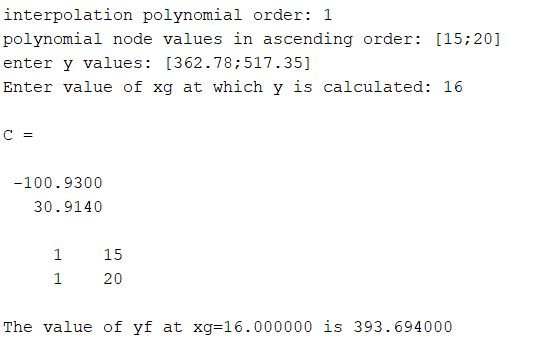 interpolation polynomial order: 1
polynomial node values in ascending order: [15;20]
enter y values: [362.78;517.35]
Enter value of xg at which y is calculated: 16
C =
-100.9300
30.9140
1 15
1 20
The value of yf at xg=16.000000 is 393.694000